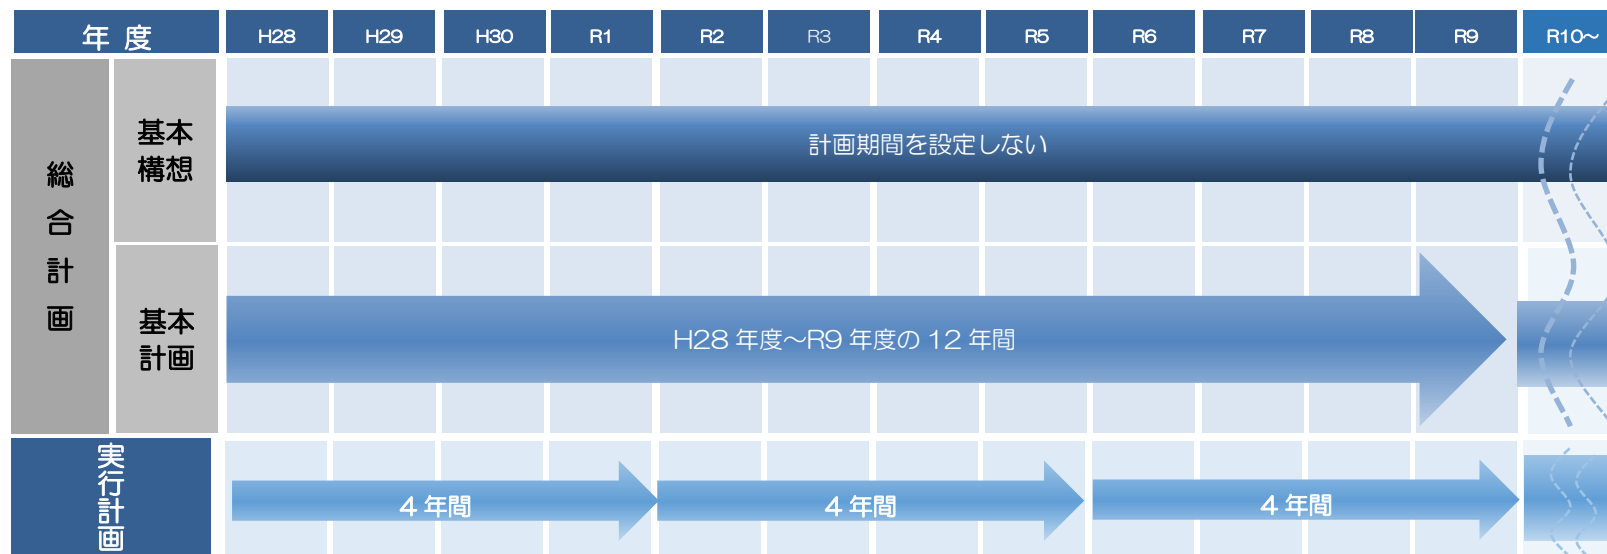 年 度 H28 H29 H30 R1 R2 R3 R4 R5 R6 R7 R8 R9 R10～
総合計画
基本
構想
計画期間を設定しない
基本
計画
H28 年度～R9 年度の 12 年間
実行計画
4 年間 4 年間 4 年間